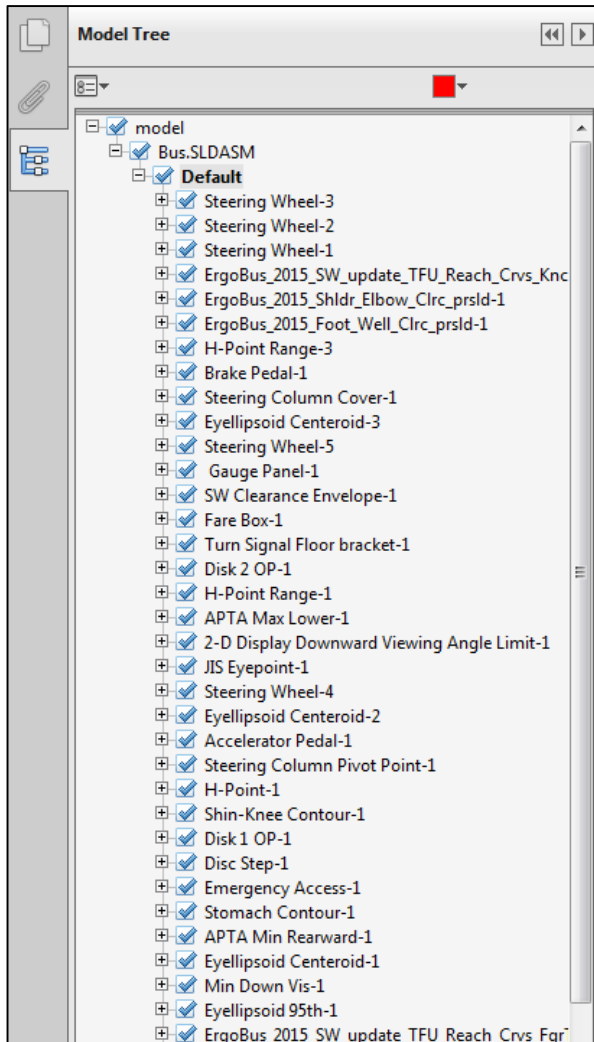 Model Tree
model
Bus.SLDASM
Default
Steering Wheel-3
Steering Wheel-2
Steering Wheel-1
ErgoBus_2015_SW_update_TFU_Reach_Crvs_Knc
ErgoBus_2015_Shldr_Elbow_Clrc_prsld-1
ErgoBus_2015_Foot_Well_Clrc_prsld-1
H-Point Range-3
Brake Pedal-1
Steering Column Cover-1
Eyellipsoid Centeroid-3
Steering Wheel-5
Gauge Panel-1
SW Clearance Envelope-1
Fare Box-1
Turn Signal Floor bracket-1
Disk 2 OP-1
H-Point Range-1
APTA Max Lower-1
2-D Display Downward Viewing Angle Limit-1
JIS Eyepoint-1
Steering Wheel-4
Eyellipsoid Centeroid-2
Accelerator Pedal-1
Steering Column Pivot Point-1
H-Point-1
Shin-Knee Contour-1
Disk 1 OP-1
Disc Step-1
Emergency Access-1
Stomach Contour-1
APTA Min Rearward-1
Eyellipsoid Centeroid-1
Min Down Vis-1
Eyellipsoid 95th-1
ErgoBus_2015_SW_update_TFU_Reach_Crvs_Fgr